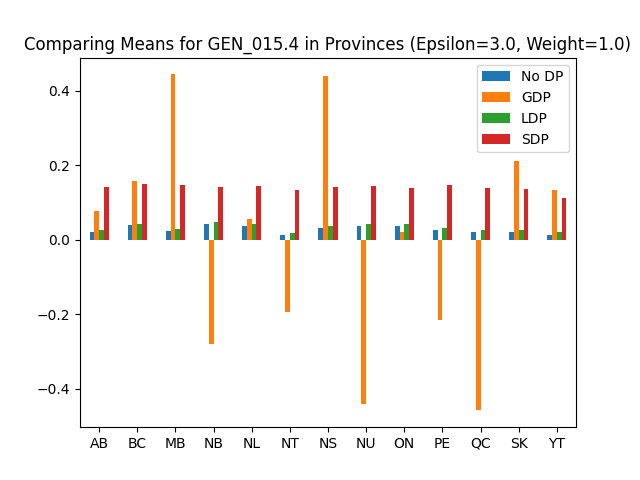 Comparing Means for GEN_015.4 in Provinces (Epsilon=3.0, Weight=1.0)
No DP
GDP
LDP
SDP
0.4
0.2
0.0
−0.2
−0.4
AB BC MB NB NL NT NS NU ON PE QC SK YT